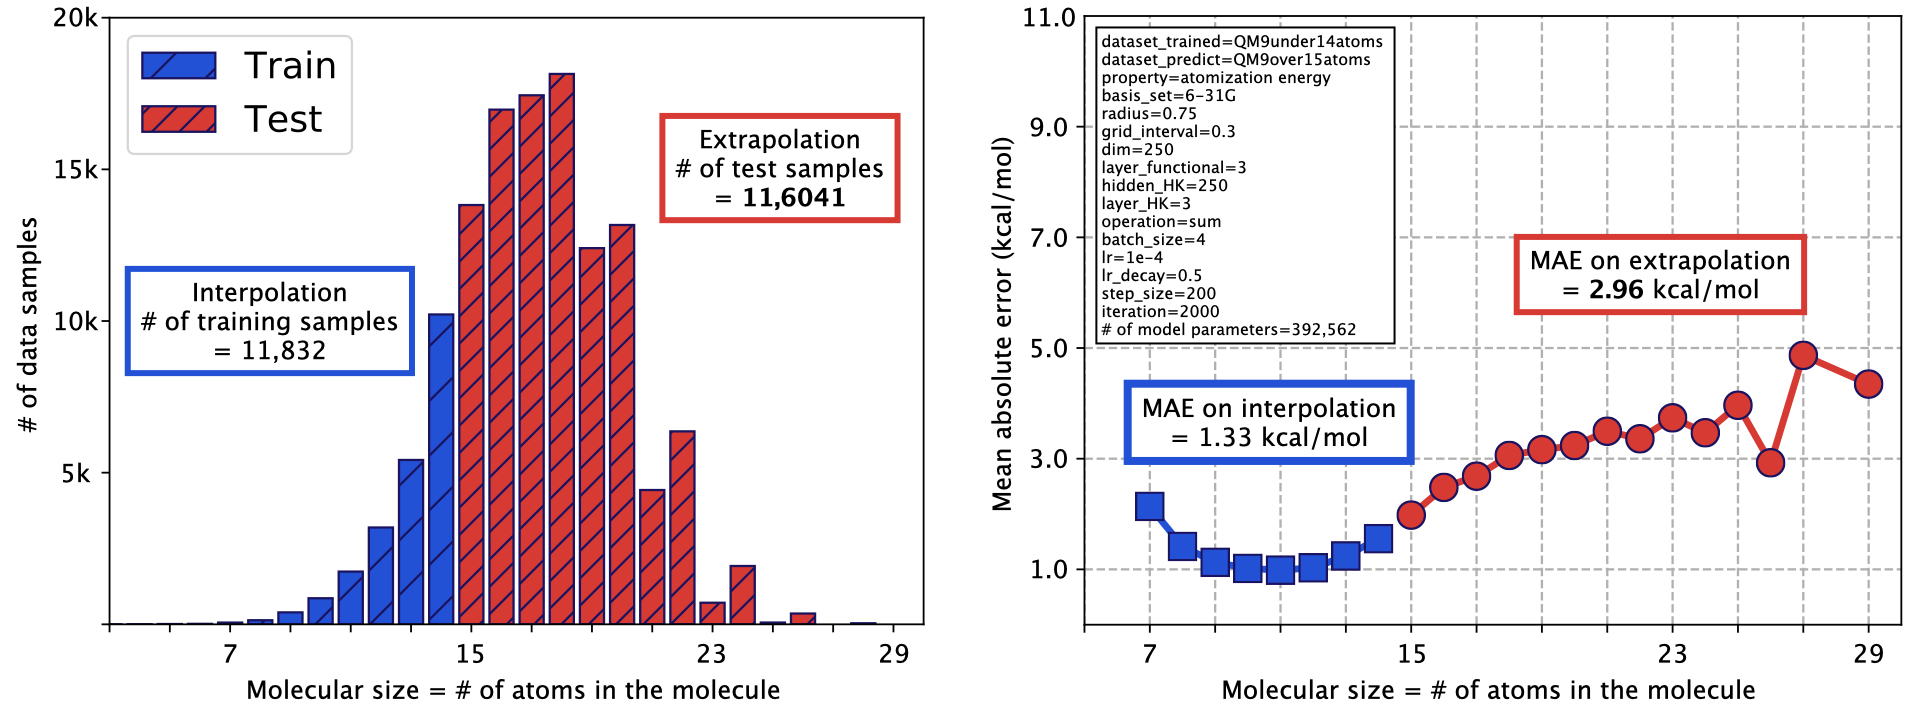 20k
15k
10k
5k
# of data samples
Train
Test
Interpolation
# of training samples
= 11,832
Extrapolation
# of test samples
= 11,6041
7
15
23
29
Molecular size = # of atoms in the molecule
11.0
9.0
7.0
5.0
3.0
1.0
Mean absolute error (kcal/mol)
dataset_trained=QM9under14atoms
dataset_predict=QM9over15atoms
property=atomization energy
basis_set=6-31G
radius=0.75
grid_interval=0.3
dim=250
layer_functional=3
hidden_HK=250
layer_HK=3
operation=sum
batch_size=4
lr=1e-4
lr_decay=0.5
step_size=200
iteration=2000
# of model parameters=392,562
MAE on interpolation
= 1.33 kcal/mol
MAE on extrapolation
= 2.96 kcal/mol
7
15
23
29
Molecular size = # of atoms in the molecule